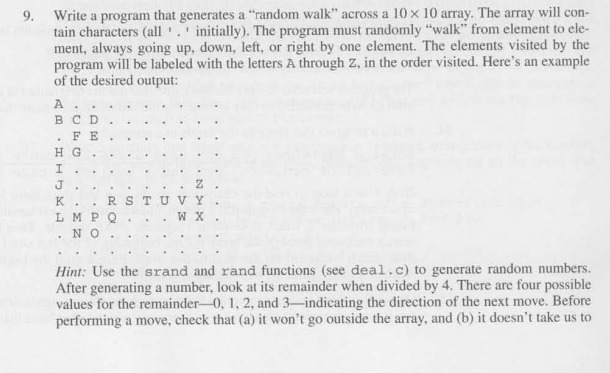 9. Write a program that generates a "random walk" across a 10 × 10 array. The array will con-
tain characters (all '.' initially). The program must randomly "walk" from element to ele-
ment, always going up, down, left, or right by one element. The elements visited by the
program will be labeled with the letters A through Z, in the order visited. Here's an example
of the desired output:
A . . . . . . . . .
B C D . . . . . . .
. F E . . . . . . .
H G . . . . . . . .
I . . . . . . . . .
J . . . . . . . Z .
K . . R S T U V Y .
L M P Q . . . W X .
. N O . . . . . . .
Hint: Use the srand and rand functions (see deal.c) to generate random numbers.
After generating a number, look at its remainder when divided by 4. There are four possible
values for the remainder—0, 1, 2, and 3—indicating the direction of the next move. Before
performing a move, check that (a) it won't go outside the array, and (b) it doesn't take us to